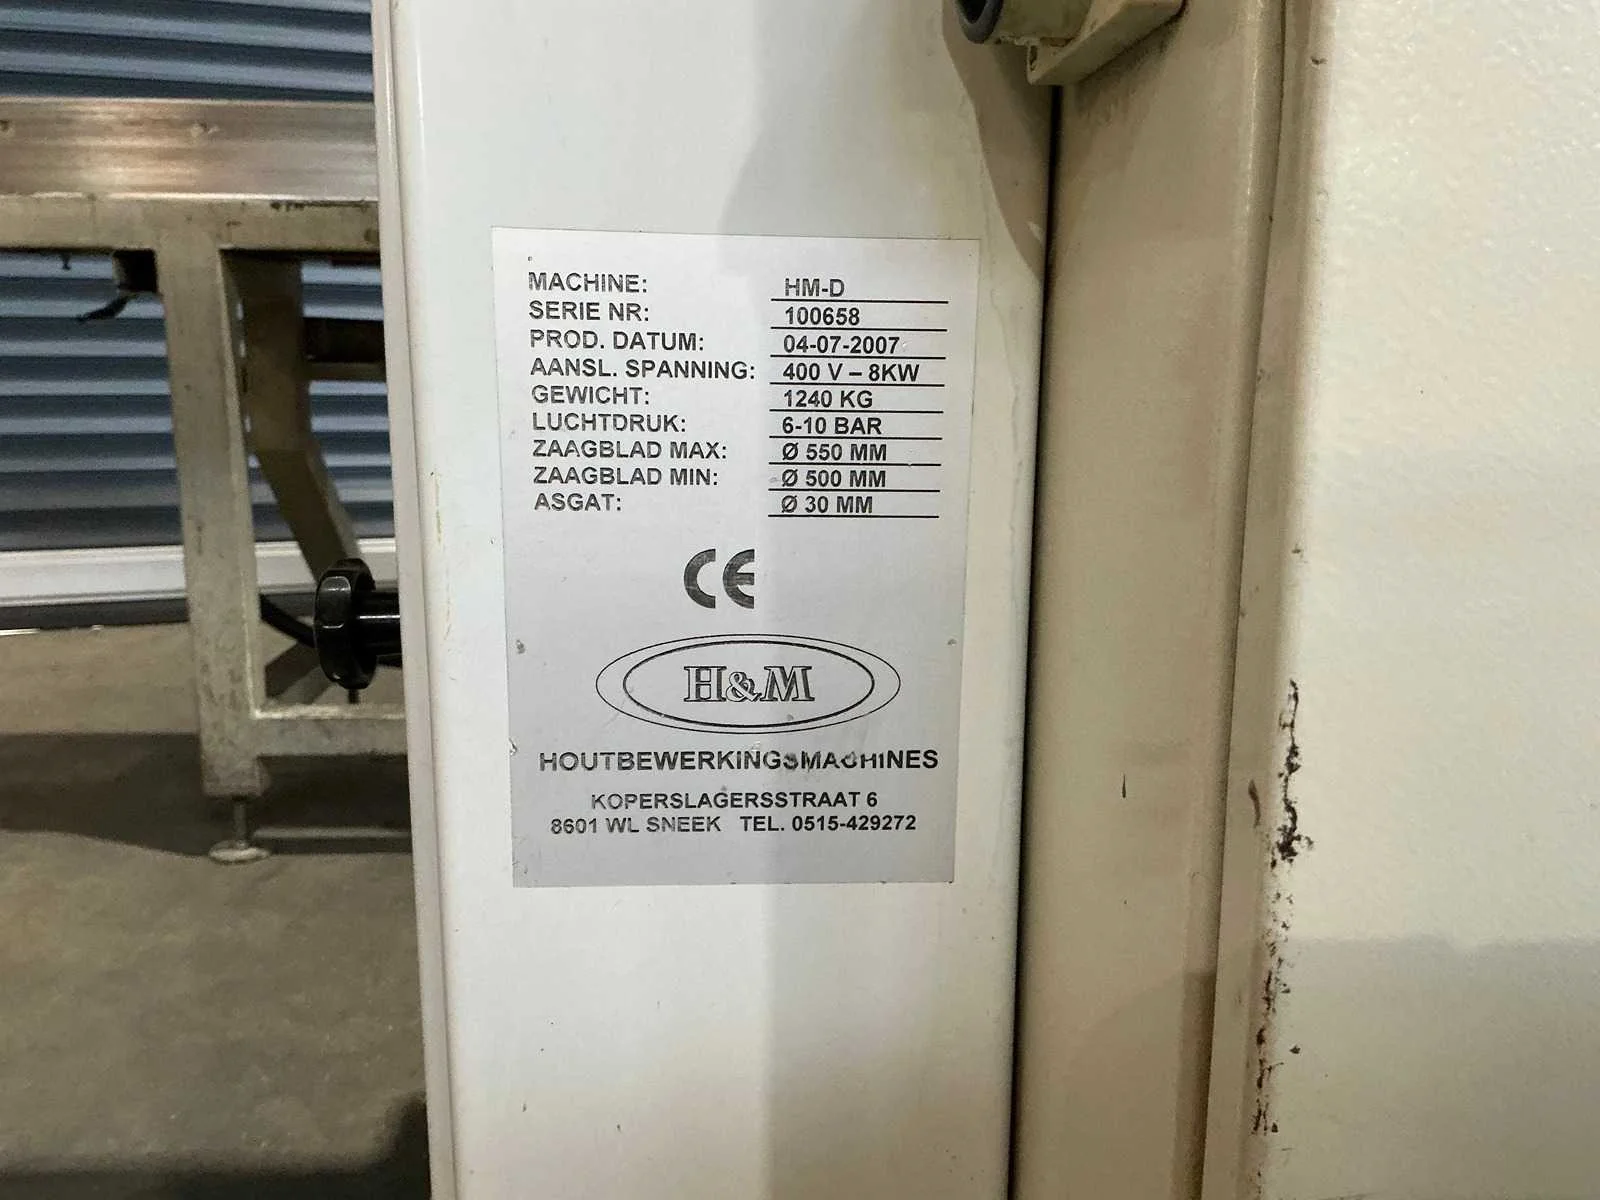 MACHINE: HM-D
SERIE NR: 100658
PROD. DATUM: 04-07-2007
AANSL. SPANNING: 400 V – 8KW
GEWICHT: 1240 KG
LUCHTDRUK: 6-10 BAR
ZAAGBLAD MAX: Ø 550 MM
ZAAGBLAD MIN: Ø 500 MM
ASGAT: Ø 30 MM
CE
H&M
HOUTBEWERKINGSMACHINES
KOPERSLAGERSSTRAAT 6
8601 WL SNEEK TEL. 0515-429272